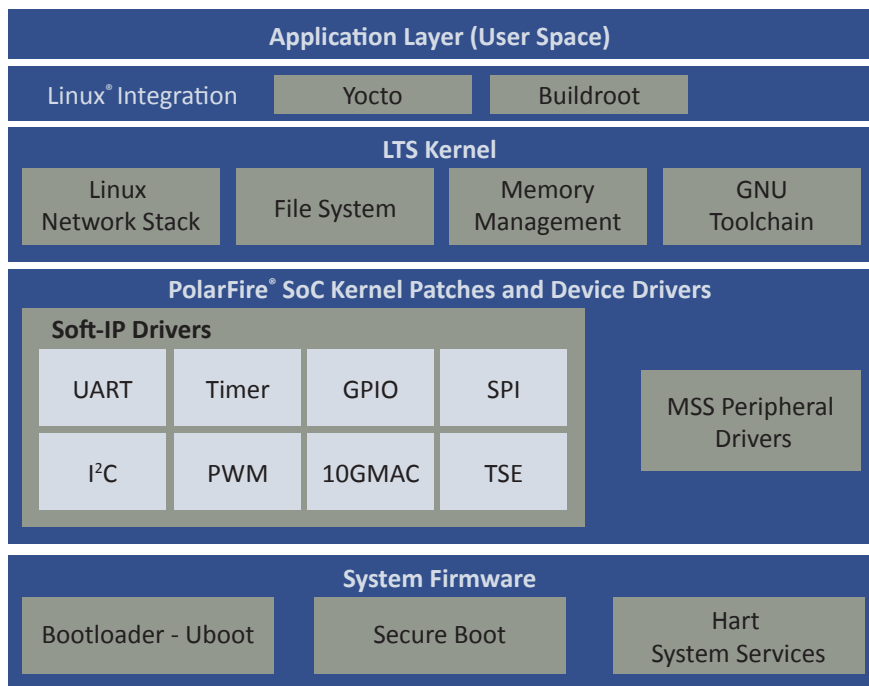 Application Layer (User Space)
Linux® Integration
Yocto
Buildroot
LTS Kernel
Linux
Network Stack
File System
Memory
Management
GNU
Toolchain
PolarFire® SoC Kernel Patches and Device Drivers
Soft-IP Drivers
UART
Timer
GPIO
SPI
I²C
PWM
10GMAC
TSE
MSS Peripheral
Drivers
System Firmware
Bootloader - Uboot
Secure Boot
Hart
System Services